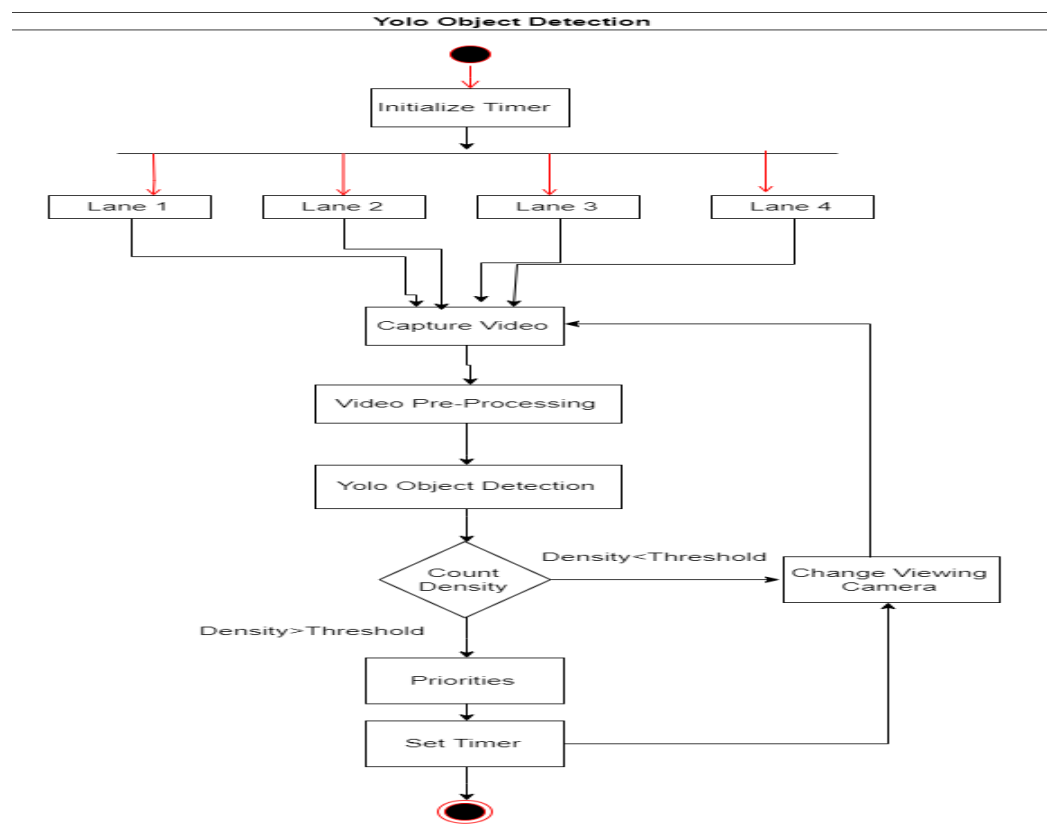 Yolo Object Detection
Initialize Timer
Lane 1
Lane 2
Lane 3
Lane 4
Capture Video
Video Pre-Processing
Yolo Object Detection
Count
Density
Density<Threshold
Change Viewing
Camera
Density>Threshold
Priorities
Set Timer